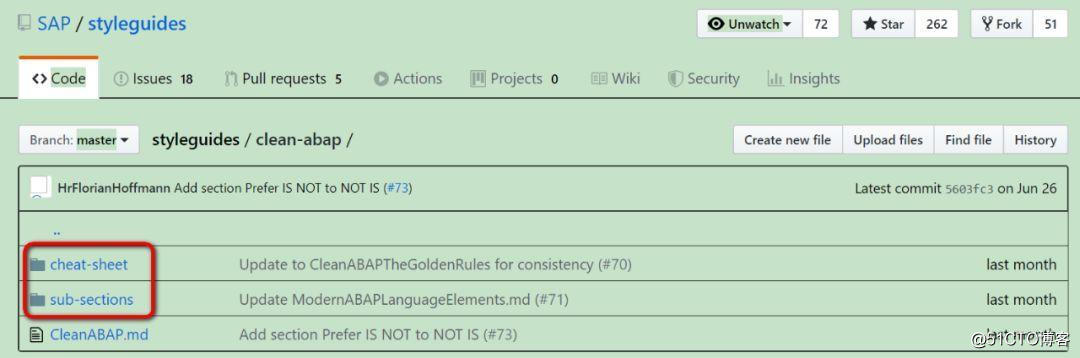 SAP / styleguides Unwatch 72 Star 262 Fork 51
Code Issues 18 Pull requests 5 Actions Projects 0 Wiki Security Insights
Branch: master styleguides / clean-abap / Create new file Upload files Find file History
HrFlorianHoffmann Add section Prefer IS NOT to NOT IS (#73) Latest commit 5603fc3 on Jun 26
..
cheat-sheet Update to CleanABAPTheGoldenRules for consistency (#70) last month
sub-sections Update ModernABAPLanguageElements.md (#71) last month
CleanABAP.md Add section Prefer IS NOT to NOT IS (#73) last month
@51CTO博客